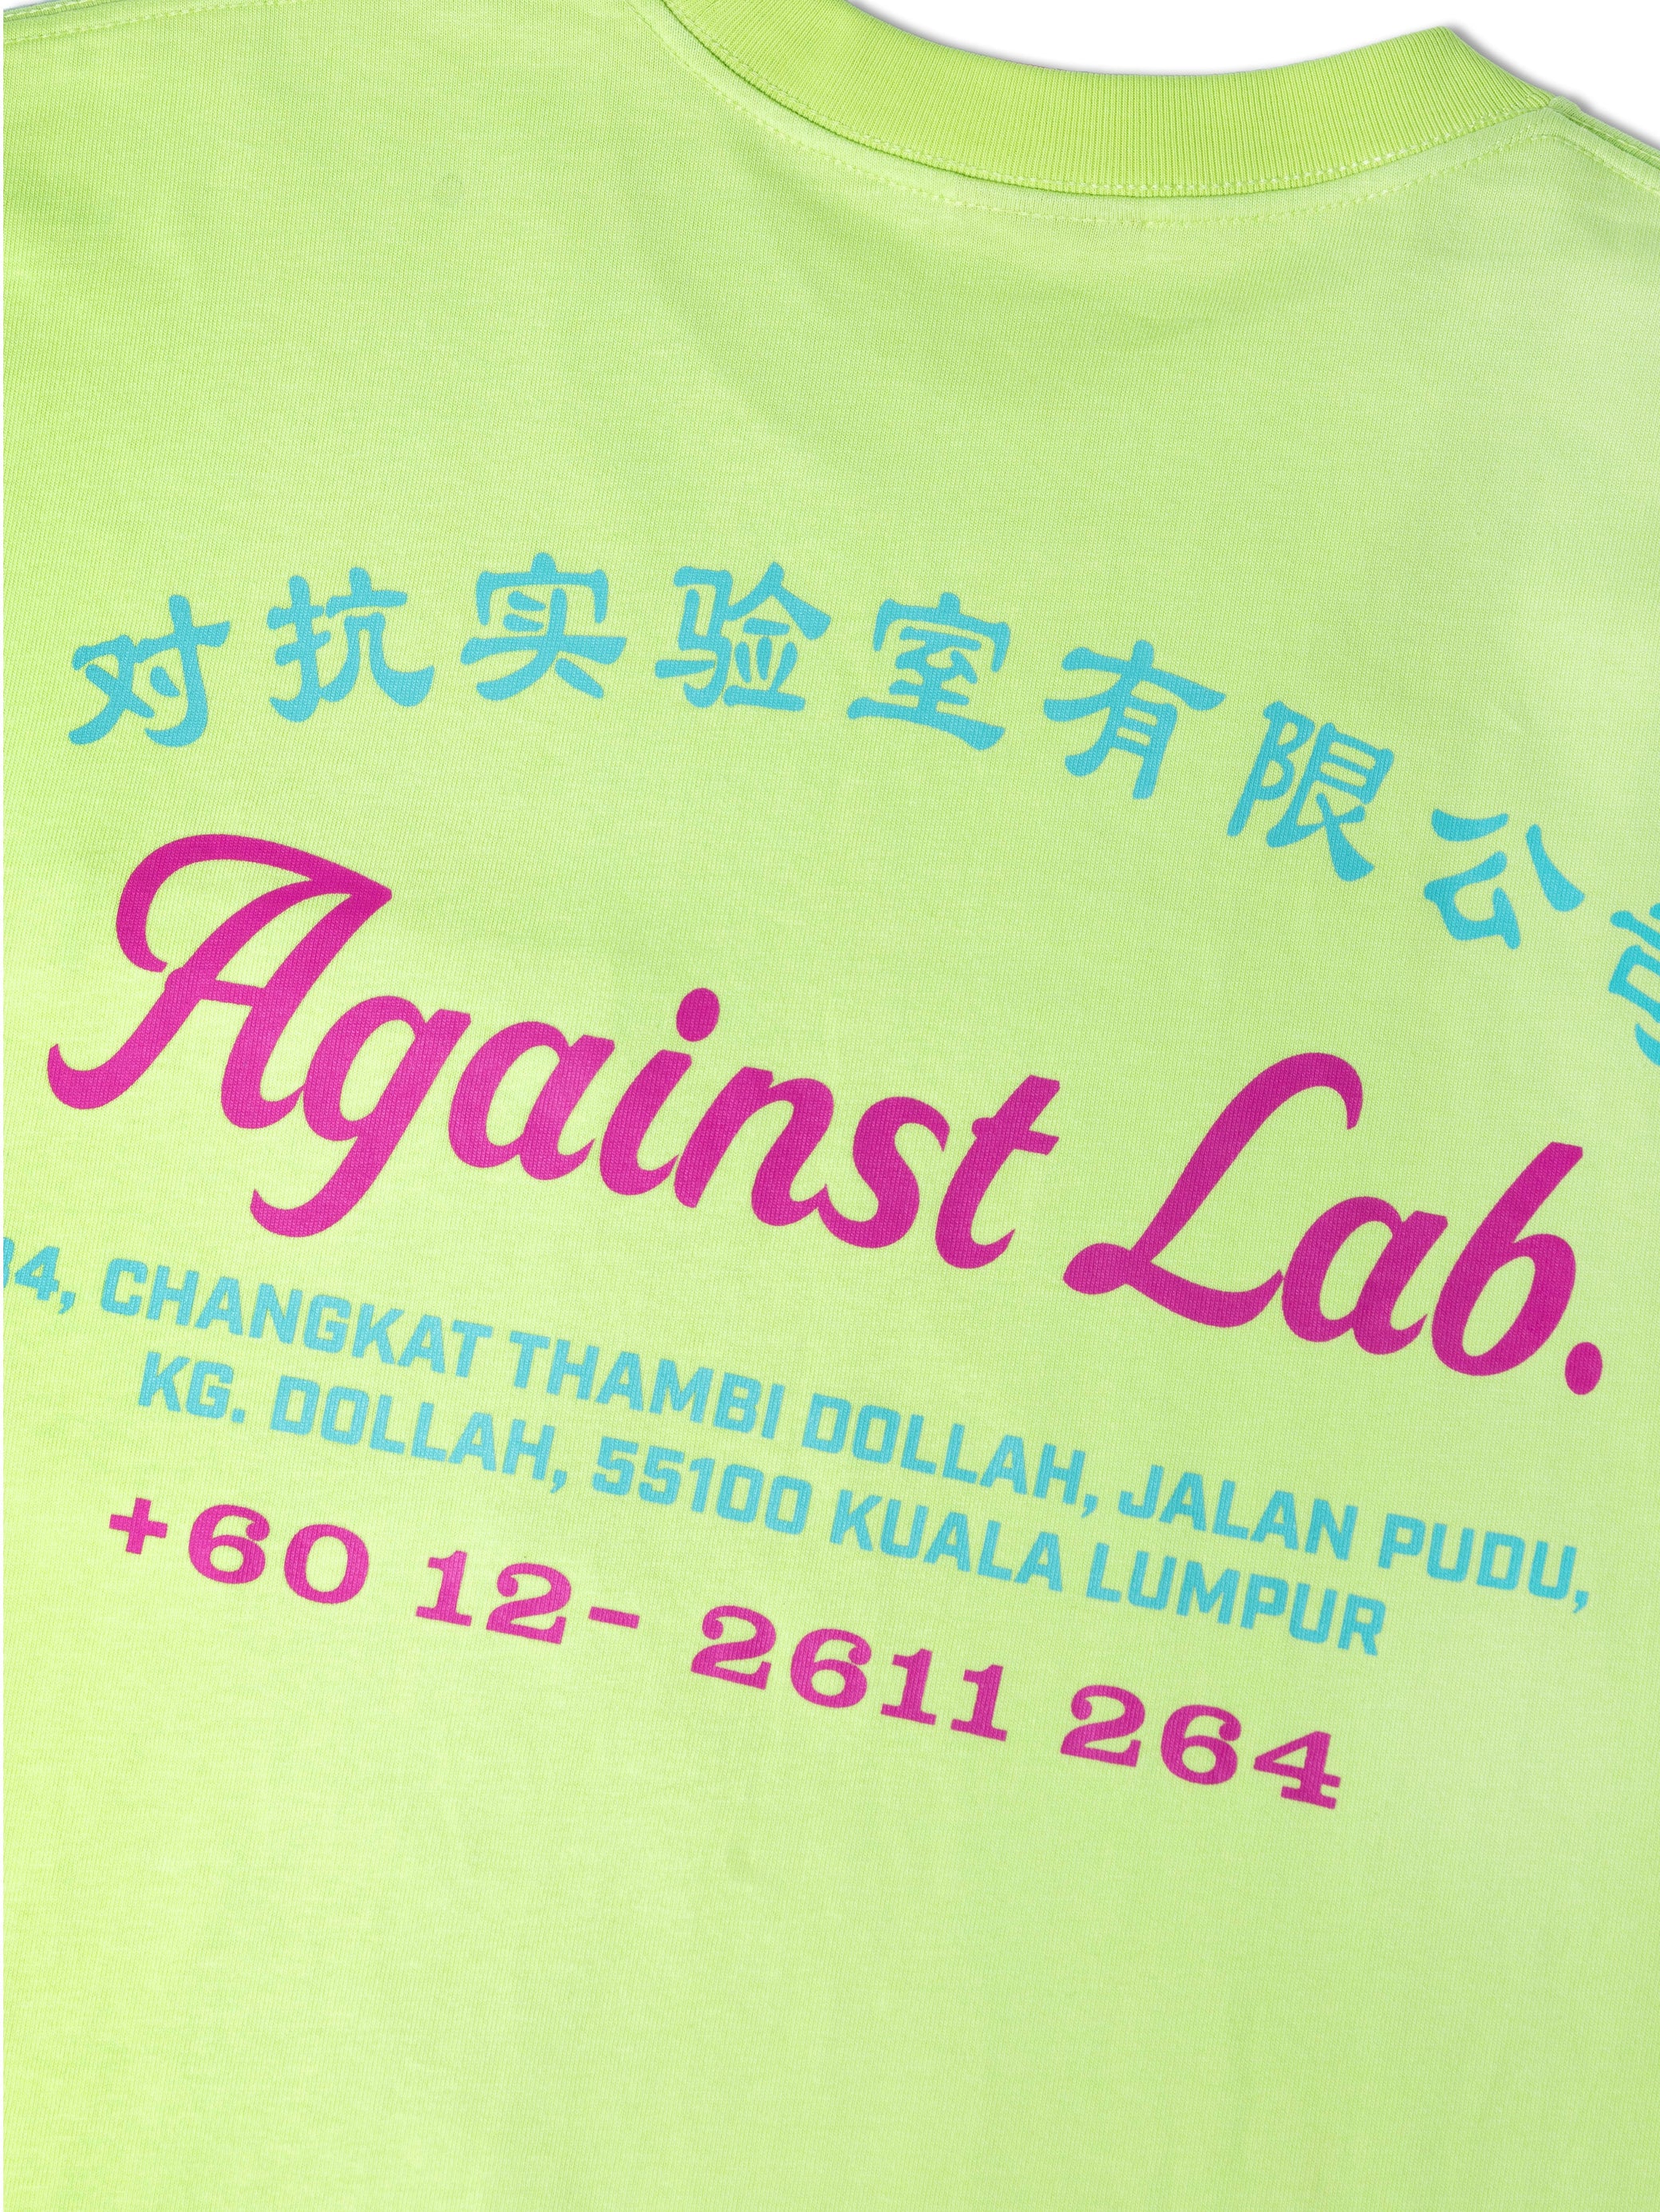 对抗实验室有限公司
Against Lab.
34, CHANGKAT THAMBI DOLLAH, JALAN PUDU,
KG. DOLLAH, 55100 KUALA LUMPUR
+60 12- 2611 264